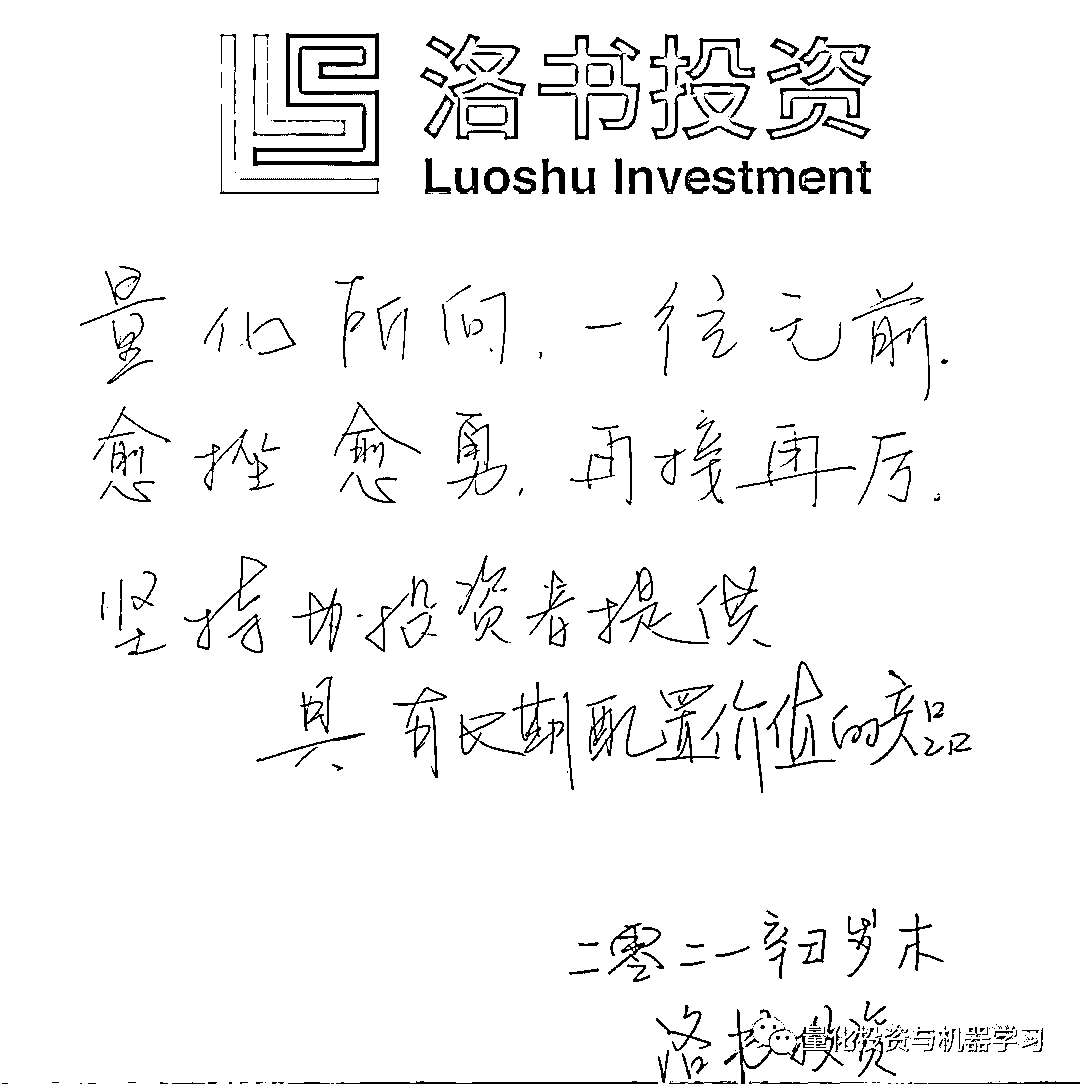 洛书投资
Luoshu Investment
量化所向,一往无前.
愈挫愈勇,再接再厉.
坚持为投资者提供
具有长期配置价值的产品
二零二一辛丑岁末
洛书投资
量化投资与机器学习